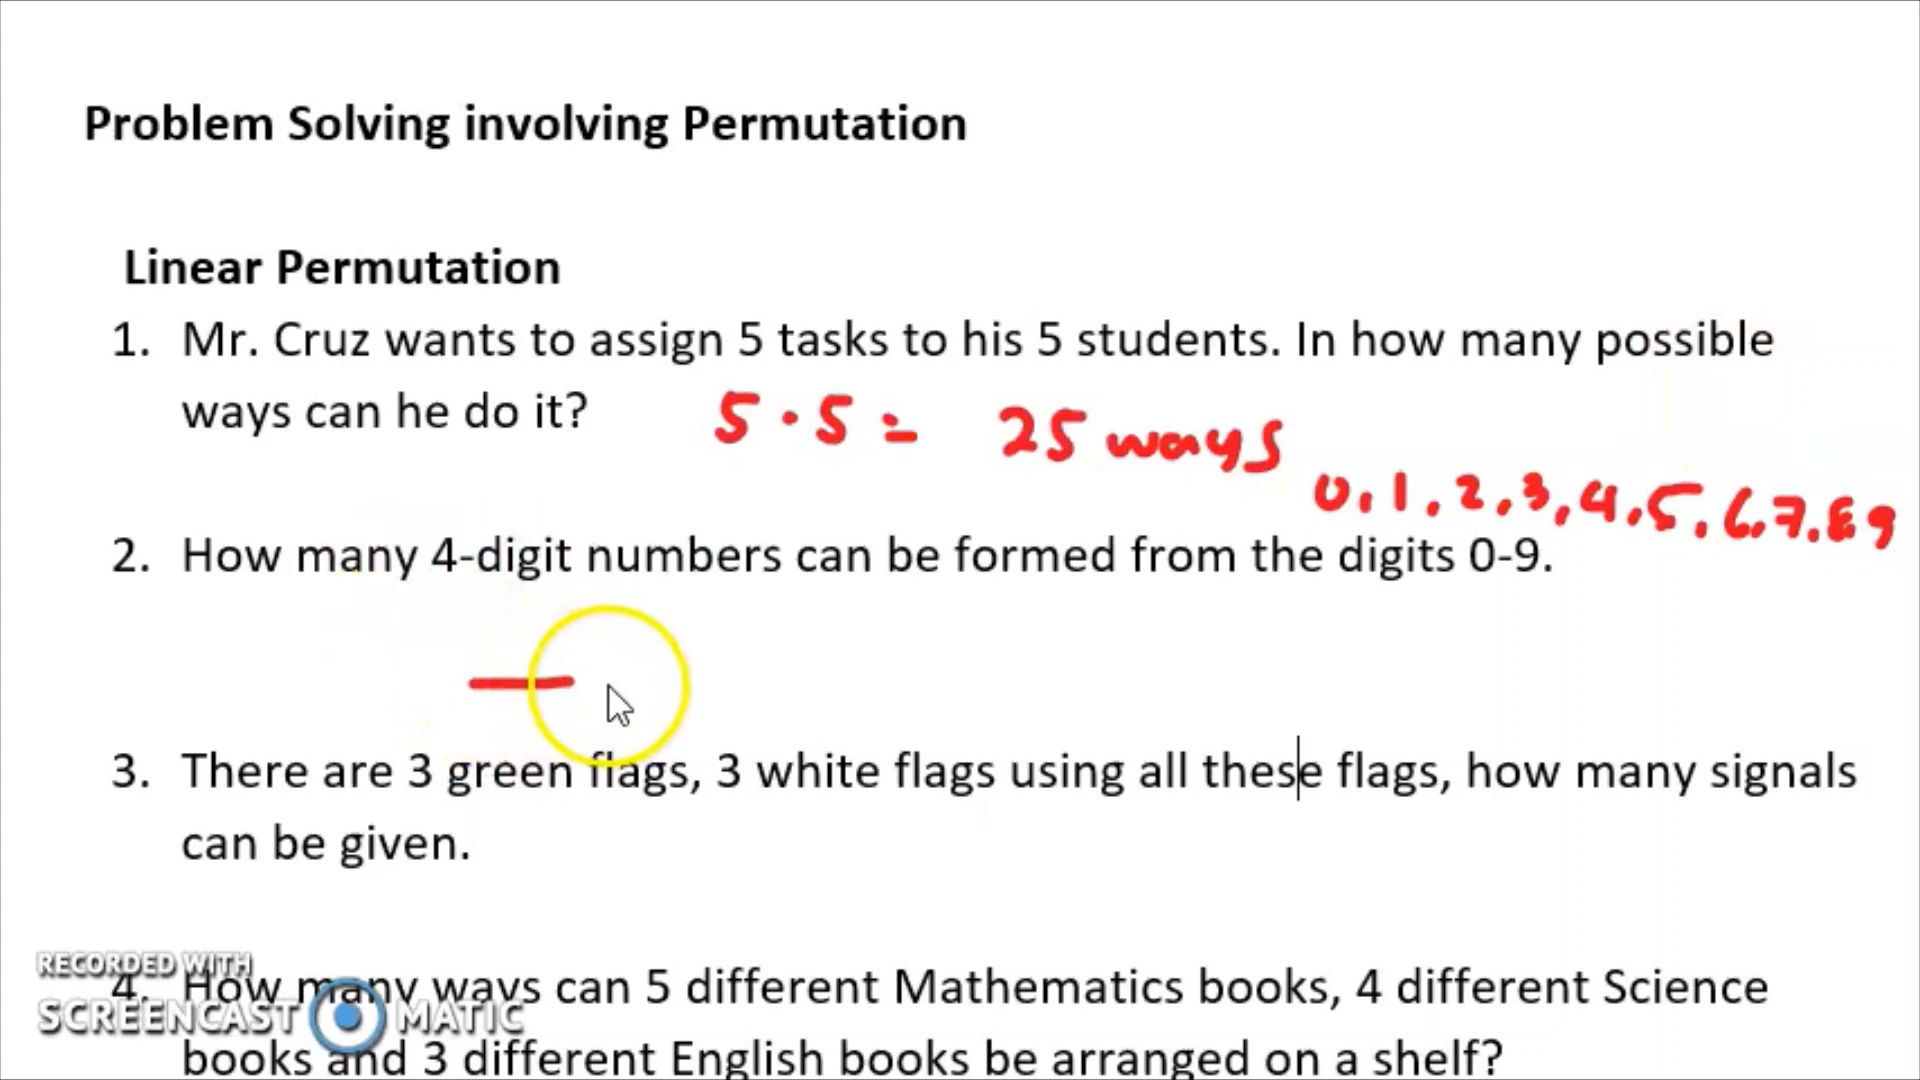 Problem Solving involving Permutation
Linear Permutation
1. Mr. Cruz wants to assign 5 tasks to his 5 students. In how many possible
ways can he do it? 5 · 5 = 25 ways
0,1,2,3,4,5,6,7,8,9
2. How many 4-digit numbers can be formed from the digits 0-9.
3. There are 3 green flags, 3 white flags using all these flags, how many signals
can be given.
RECORDED WITH
4. How many ways can 5 different Mathematics books, 4 different Science
SCREENCAST MATIC
books and 3 different English books be arranged on a shelf?